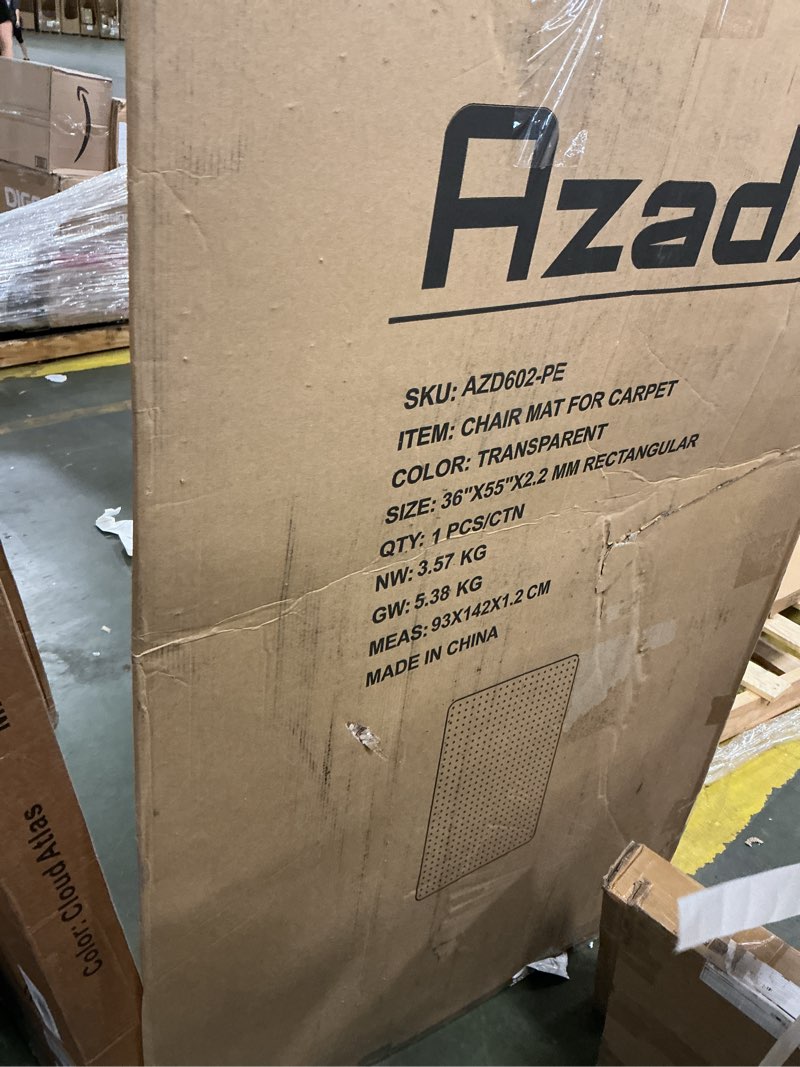 Azad
SKU: AZD602-PE
ITEM: CHAIR MAT FOR CARPET
COLOR: TRANSPARENT
SIZE: 36"X55"X2.2 MM RECTANGULAR
QTY: 1 PCS/CTN
NW: 3.57 KG
GW: 5.38 KG
MEAS: 93X142X1.2 CM
MADE IN CHINA
Color: Cloud Atlas